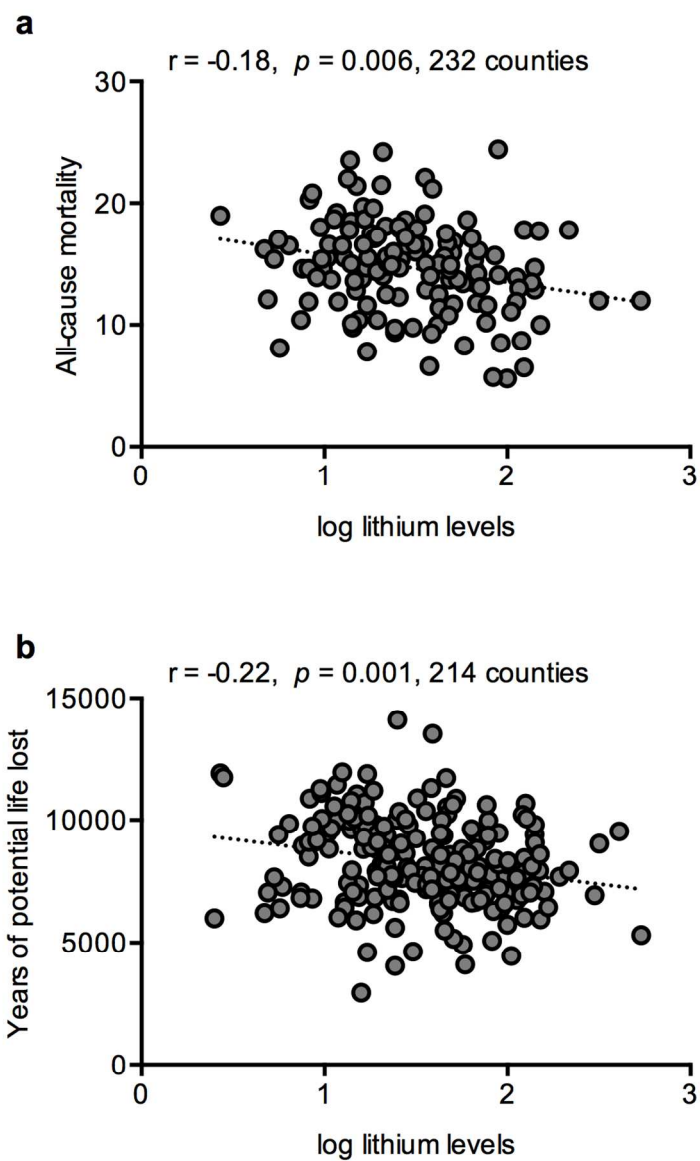 a
r = -0.18, p = 0.006, 232 counties
30
20
10
0
All-cause mortality
0 1 2 3
log lithium levels
b
r = -0.22, p = 0.001, 214 counties
15000
10000
5000
0
Years of potential life lost
0 1 2 3
log lithium levels